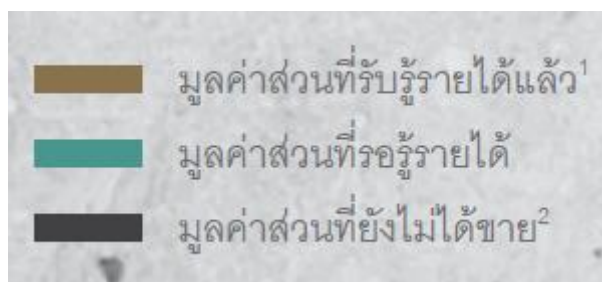 มูลค่าส่วนที่รับรู้รายได้แล้ว¹
มูลค่าส่วนที่รอรู้รายได้
มูลค่าส่วนที่ยังไม่ได้ขาย²